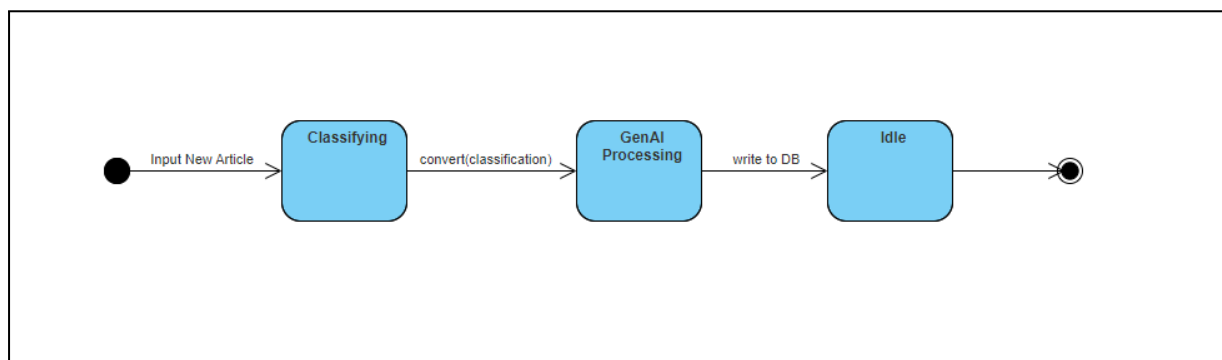 Input New Article
Classifying
convert(classification)
GenAI
Processing
write to DB
Idle